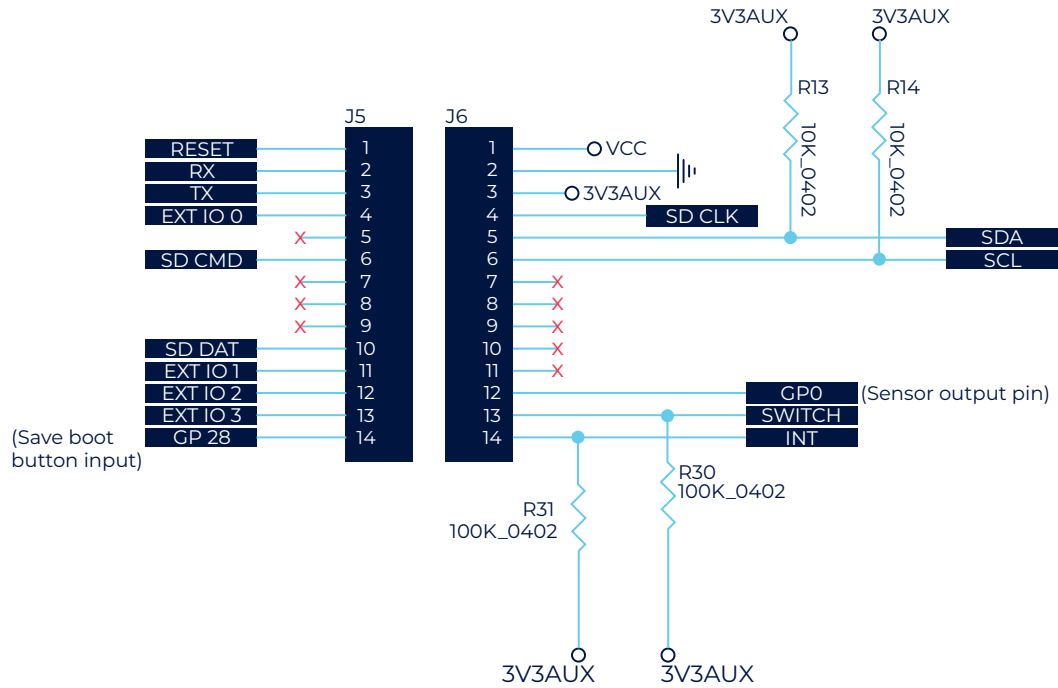 3V3AUX 3V3AUX
R13 R14
10K_0402 10K_0402
J5 J6
RESET 1 1 VCC
RX 2 2
TX 3 3 3V3AUX
EXT IO 0 4 4 SD CLK
X 5 5 SDA
SD CMD 6 6 SCL
X 7 7 X
X 8 8 X
X 9 9 X
SD DAT 10 10 X
EXT IO 1 11 11 X
EXT IO 2 12 12 GP0 (Sensor output pin)
EXT IO 3 13 13 SWITCH
(Save boot GP 28 14 14 INT
button input)
R30
100K_0402
R31
100K_0402
3V3AUX 3V3AUX